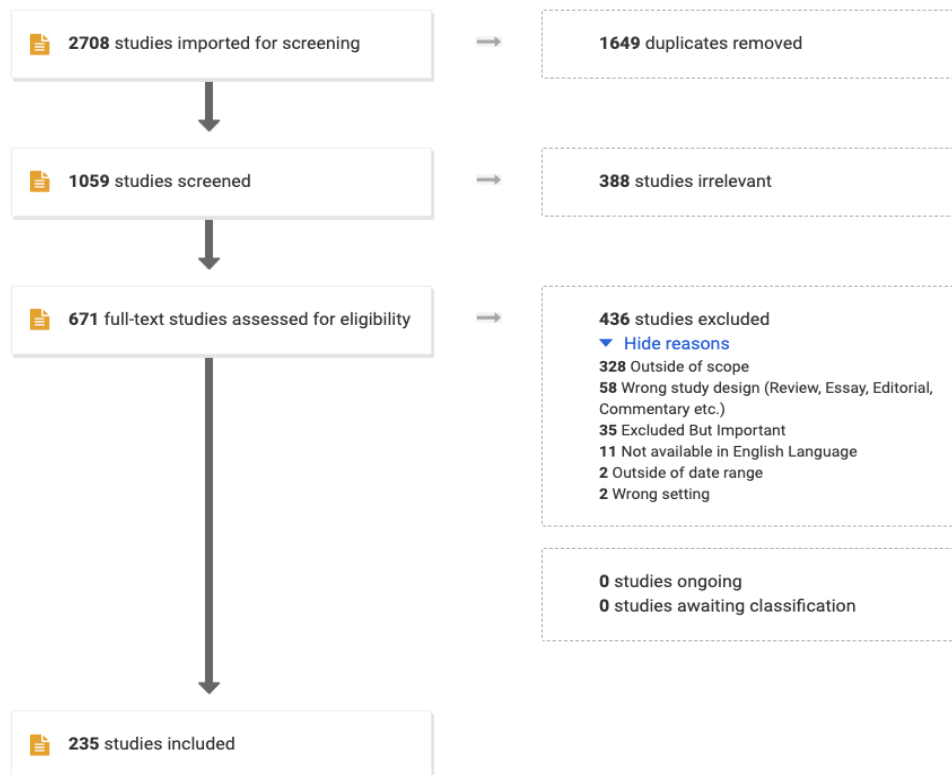 2708 studies imported for screening
1649 duplicates removed
1059 studies screened
388 studies irrelevant
671 full-text studies assessed for eligibility
436 studies excluded
Hide reasons
328 Outside of scope
58 Wrong study design (Review, Essay, Editorial,
Commentary etc.)
35 Excluded But Important
11 Not available in English Language
2 Outside of date range
2 Wrong setting
0 studies ongoing
0 studies awaiting classification
235 studies included